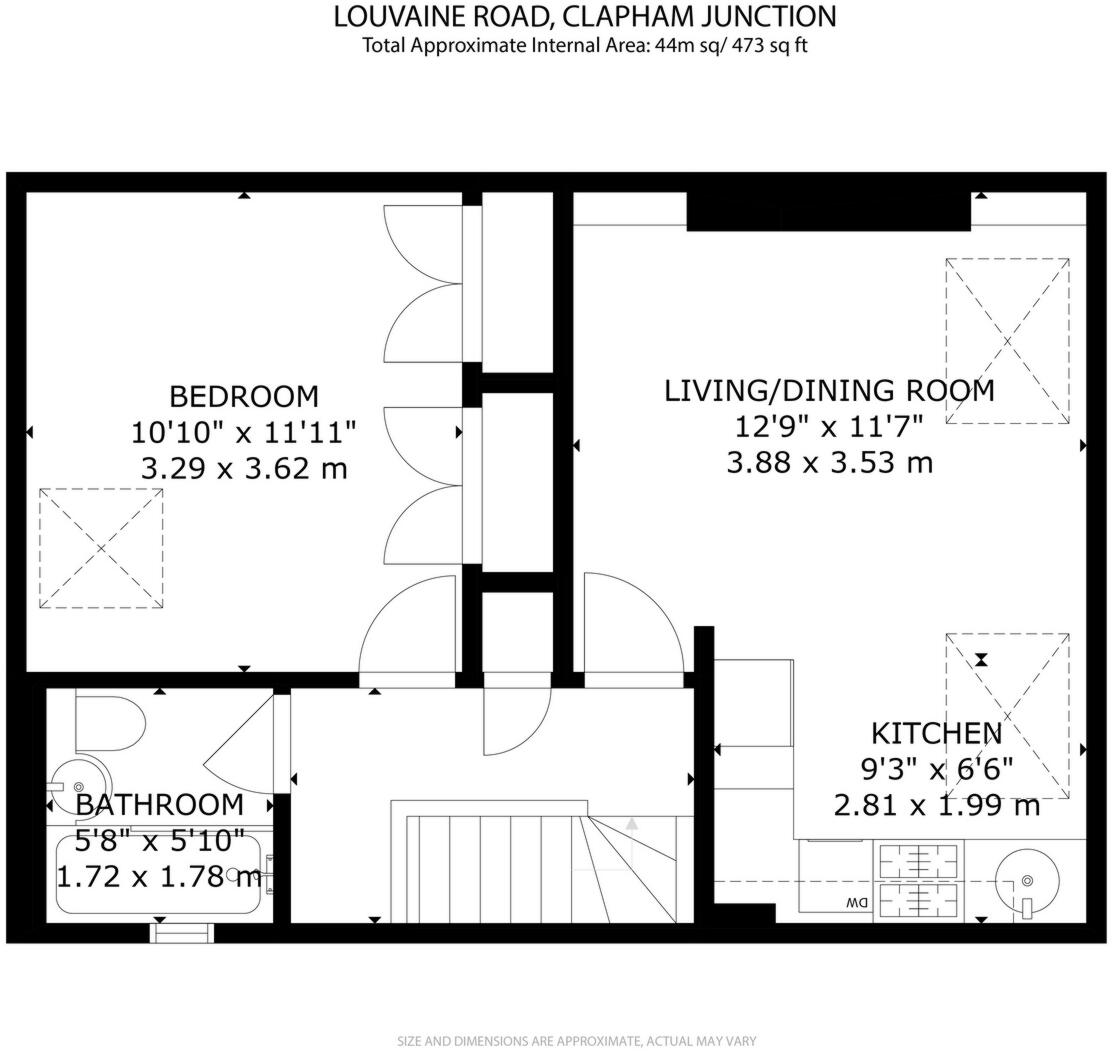 LOUVAINE ROAD, CLAPHAM JUNCTION
Total Approximate Internal Area: 44m sq/ 473 sq ft
BEDROOM
10'10" x 11'11"
3.29 x 3.62 m
LIVING/DINING ROOM
12'9" x 11'7"
3.88 x 3.53 m
KITCHEN
9'3" x 6'6"
2.81 x 1.99 m
BATHROOM
5'8" x 5'10"
1.72 x 1.78 m
DW
SIZE AND DIMENSIONS ARE APPROXIMATE, ACTUAL MAY VARY